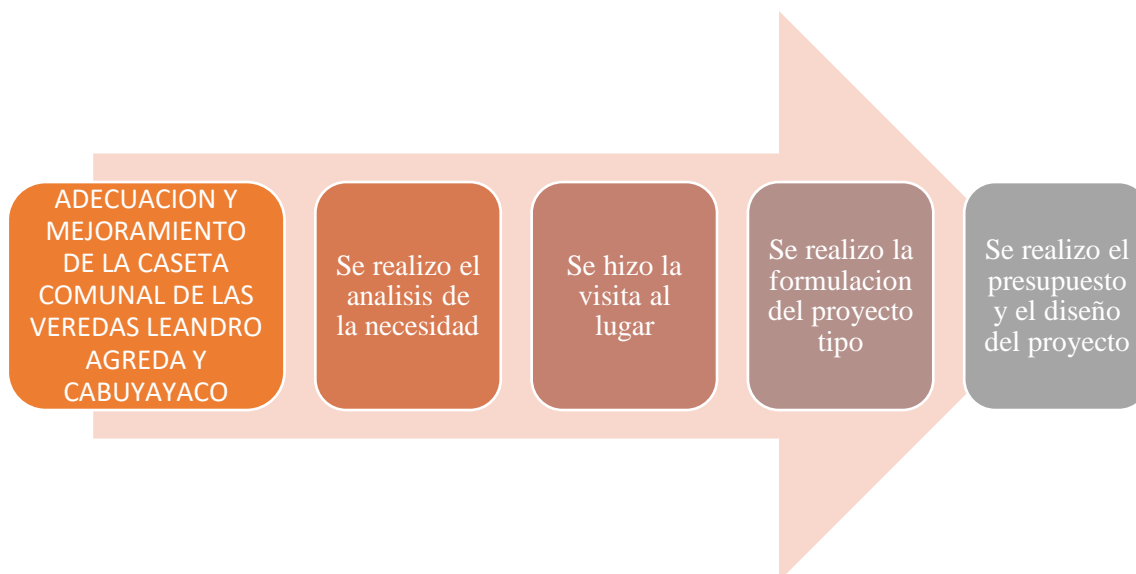 ADECUACION Y
MEJORAMIENTO
DE LA CASETA
COMUNAL DE LAS
VEREDAS LEANDRO
AGREDA Y
CABUYAYACO
Se realizo el
analisis de
la necesidad
Se hizo la
visita al
lugar
Se realizo la
formulacion
del proyecto
tipo
Se realizo el
presupuesto
y el diseño
del proyecto